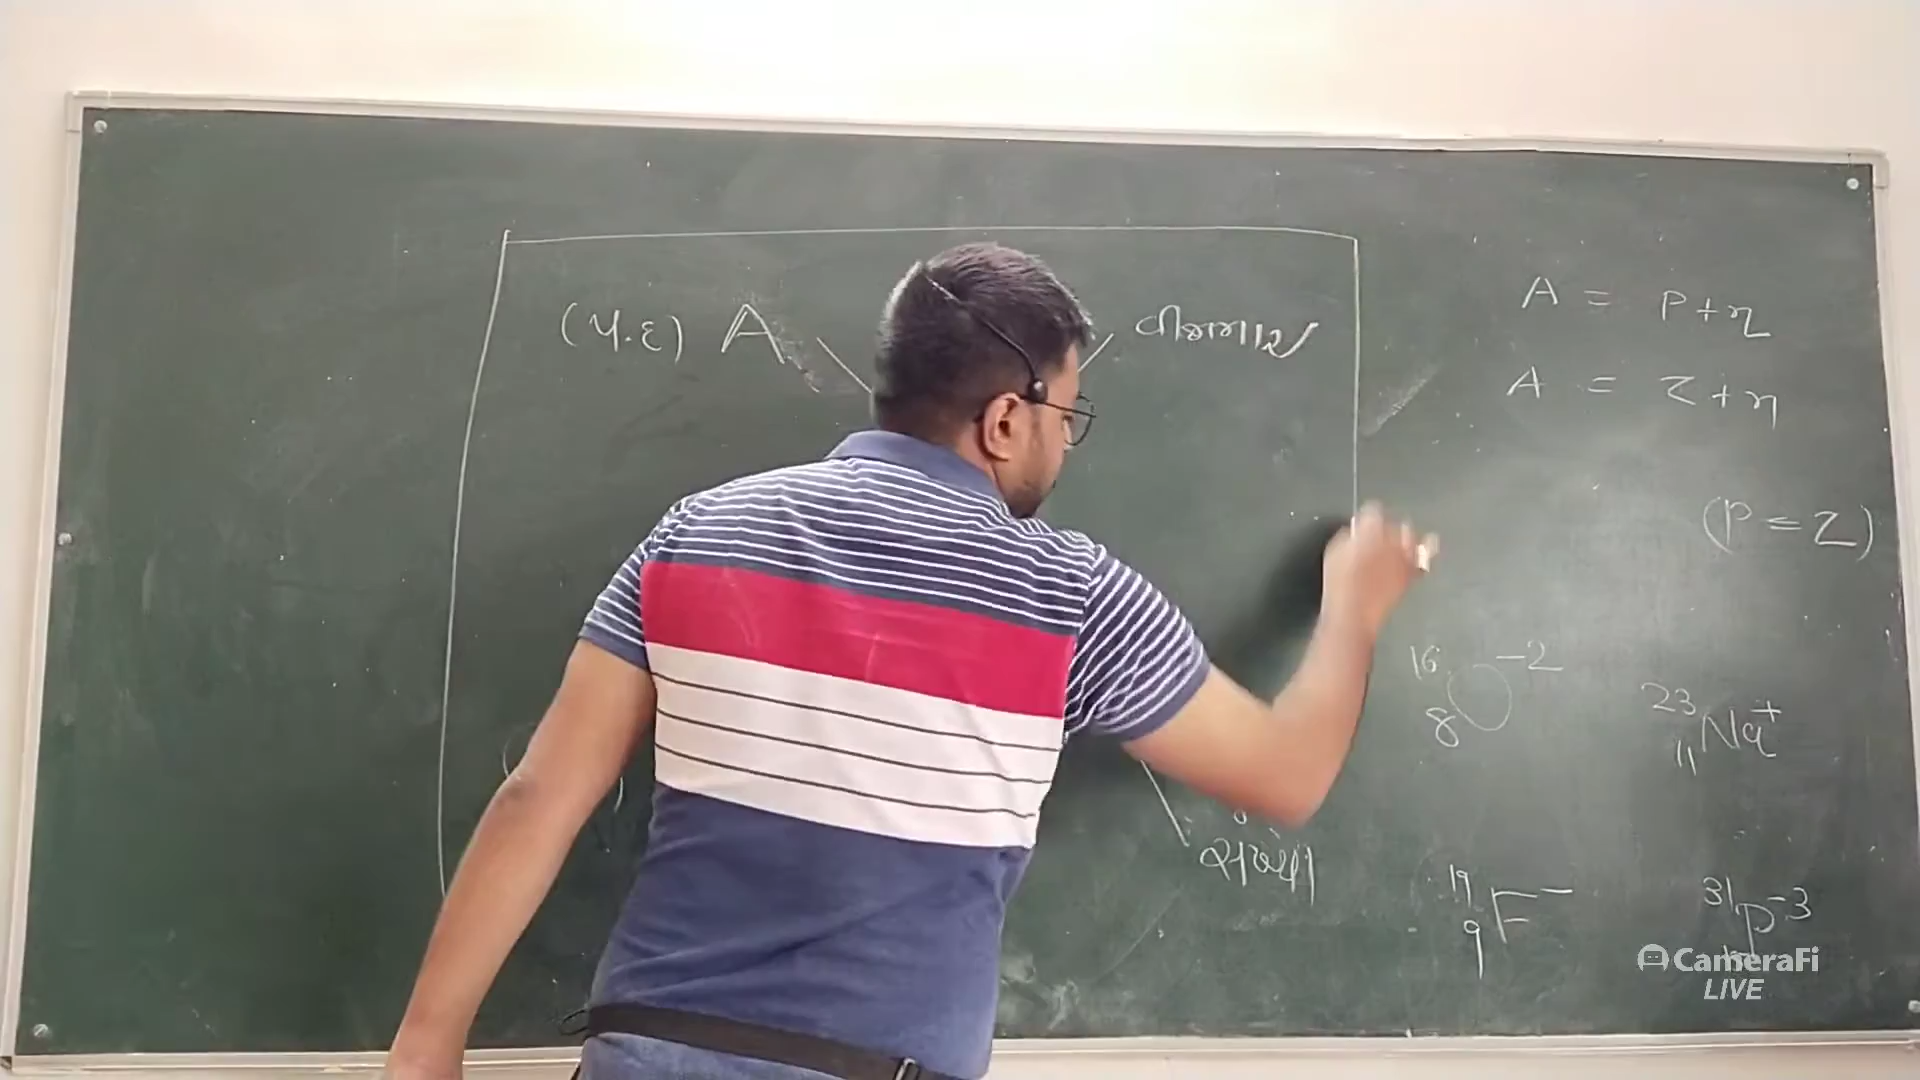 (પ.દ) A વીજભાર
સંખ્યા
A = P+n
A = Z+n
(P = Z)
16 8 O -2
23 11 Na +
19 9 F -
31 P -3
CameraFi
LIVE